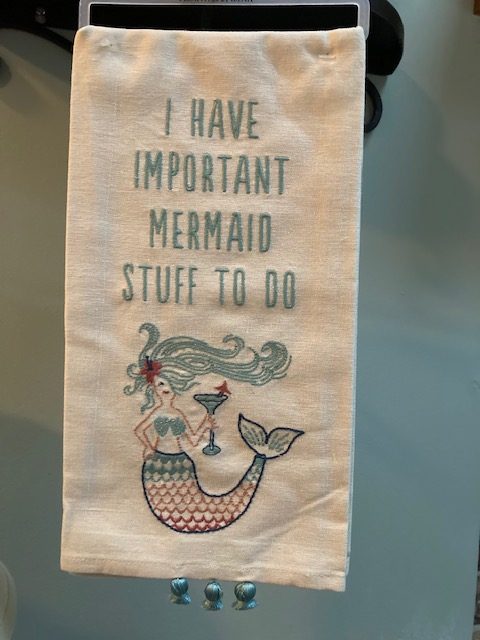 I HAVE
IMPORTANT
MERMAID
STUFF TO DO